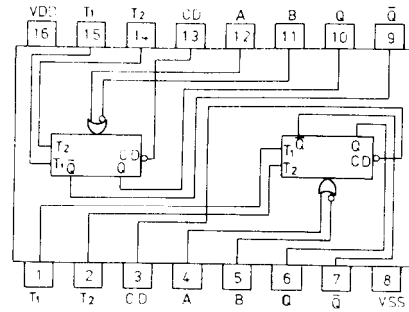 VDD T₁ T₂ CD A B Q Q̅
16 15 14 13 12 11 10 9
T₂
CD
T₁ Q̅ Q
Q̅ Q
T₁ CD
T₂
1 2 3 4 5 6 7 8
T₁ T₂ CD A B Q Q̅ VSS